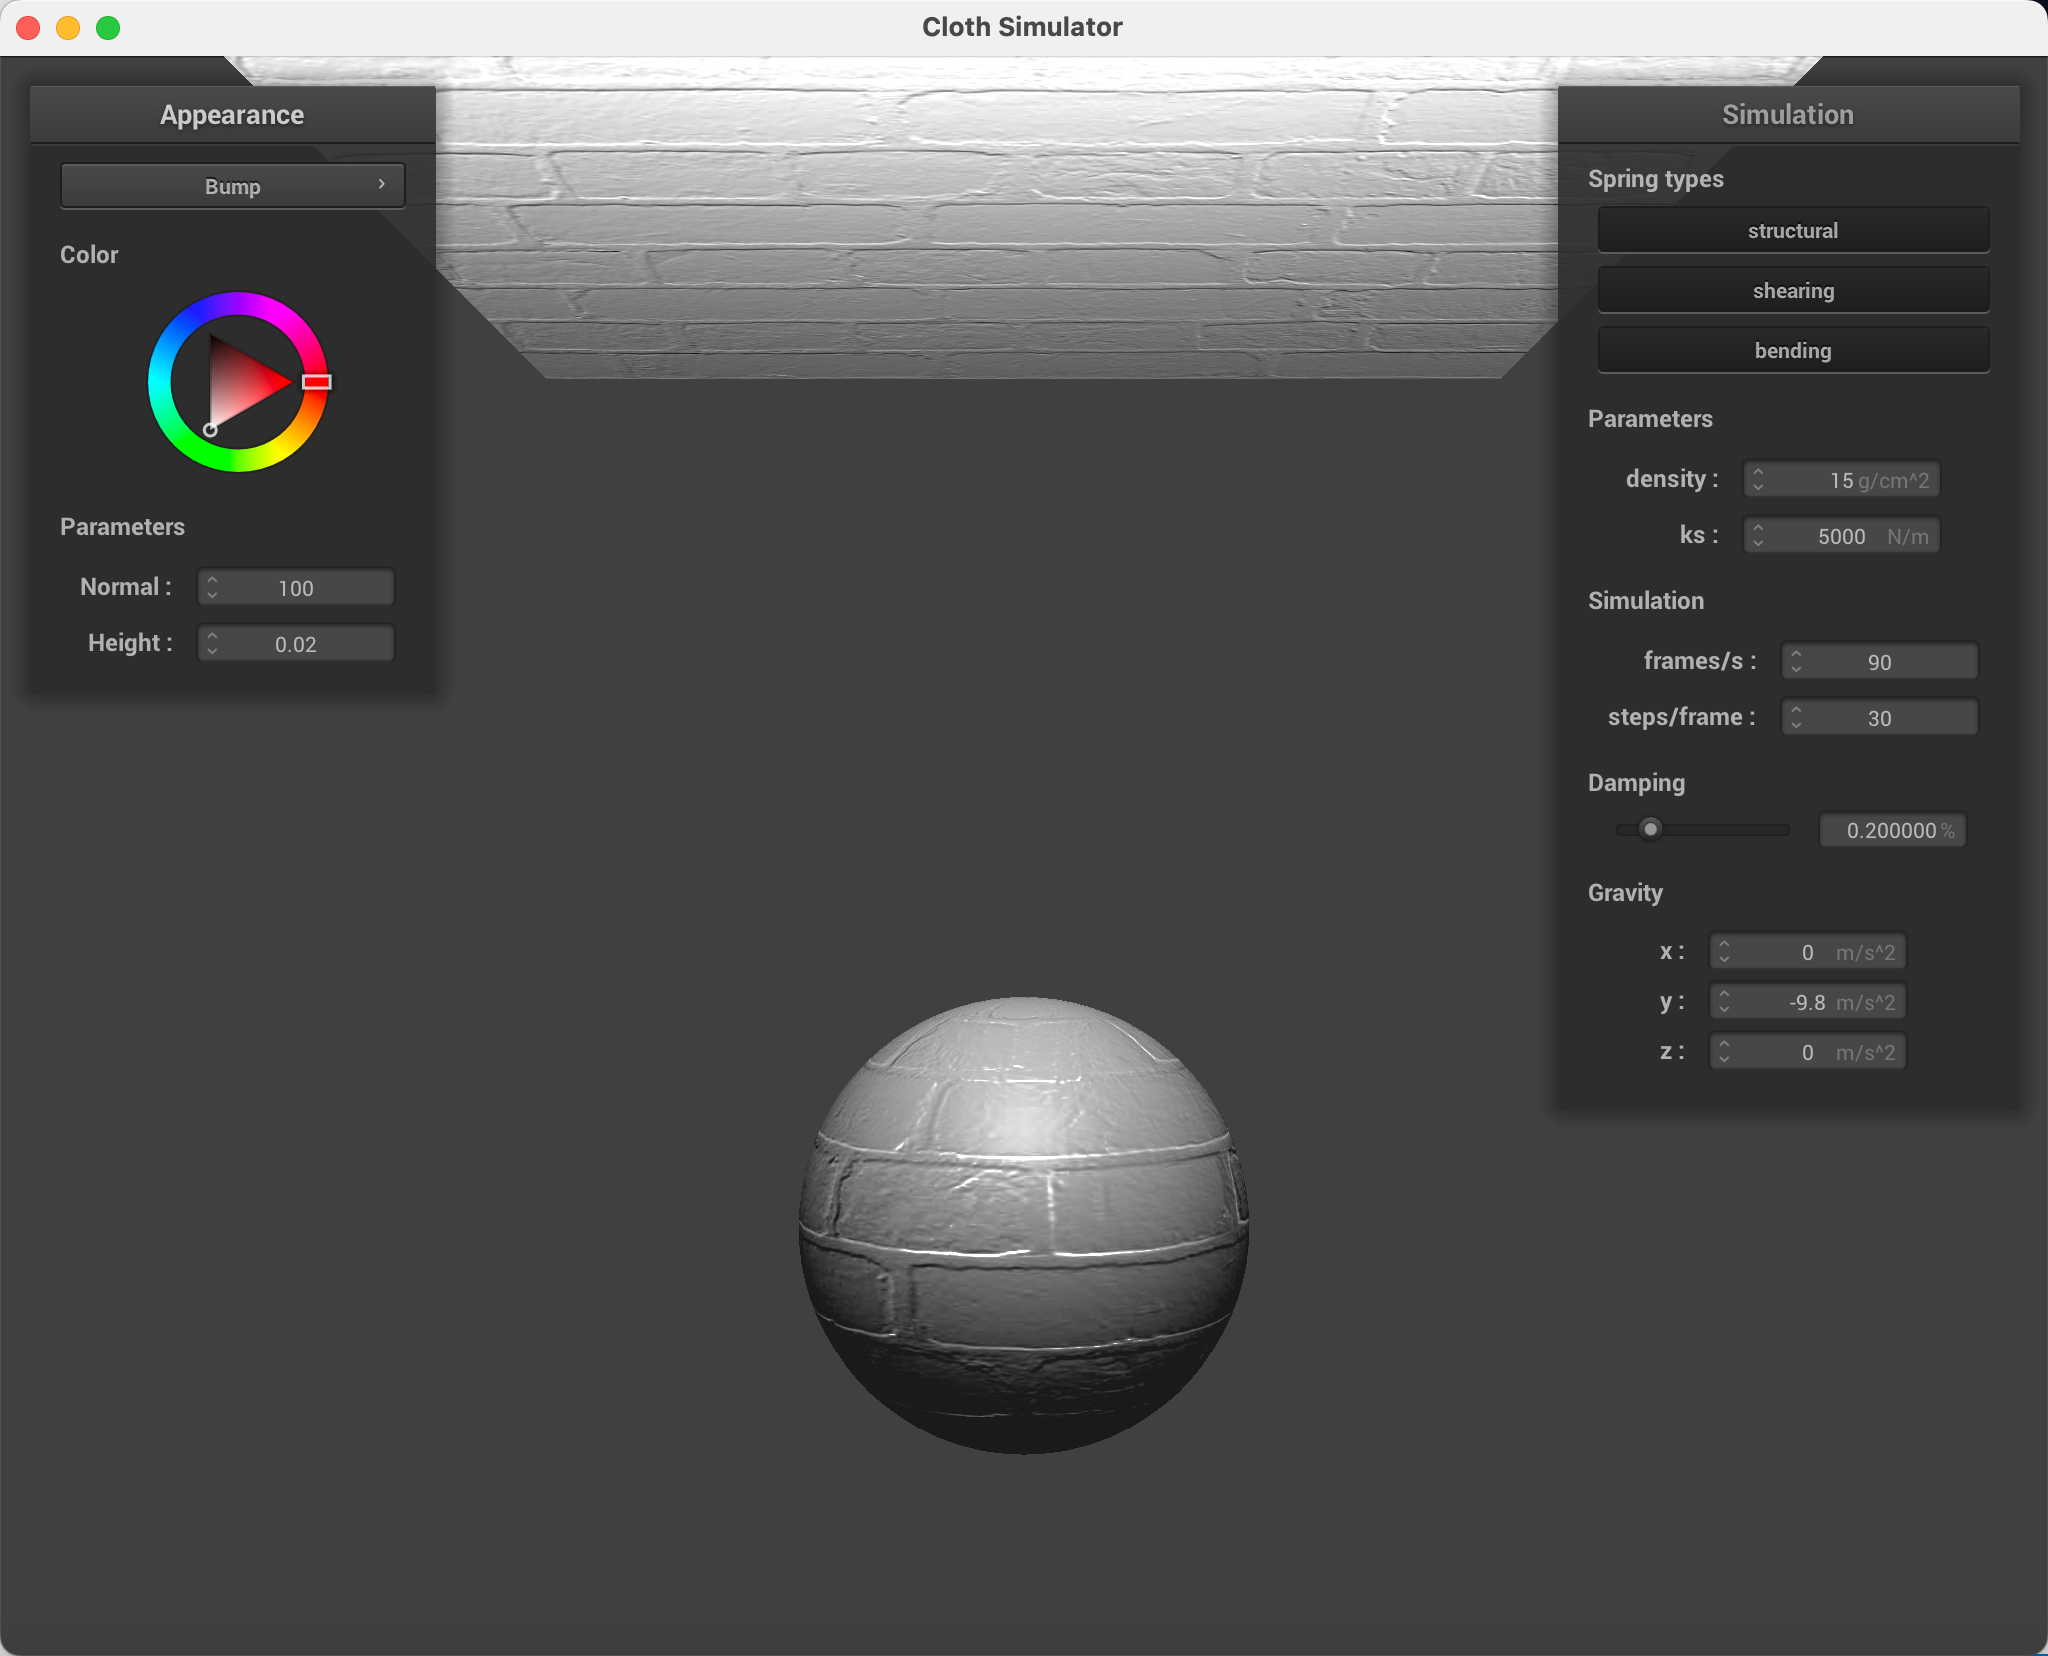 Cloth Simulator
Appearance
Bump
Color
Parameters
Normal : 100
Height : 0.02
Simulation
Spring types
structural
shearing
bending
Parameters
density : 15 g/cm^2
ks : 5000 N/m
Simulation
frames/s : 90
steps/frame : 30
Damping
0.200000 %
Gravity
x : 0 m/s^2
y : -9.8 m/s^2
z : 0 m/s^2